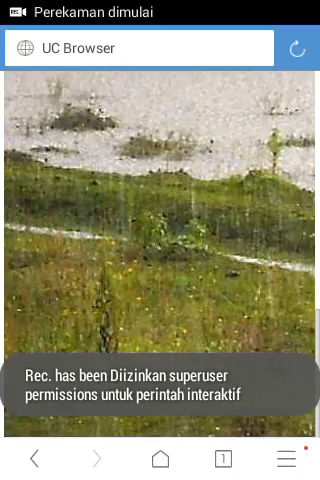 Perekaman dimulai
UC Browser
Rec. has been Diizinkan superuser
permissions untuk perintah interaktif
1